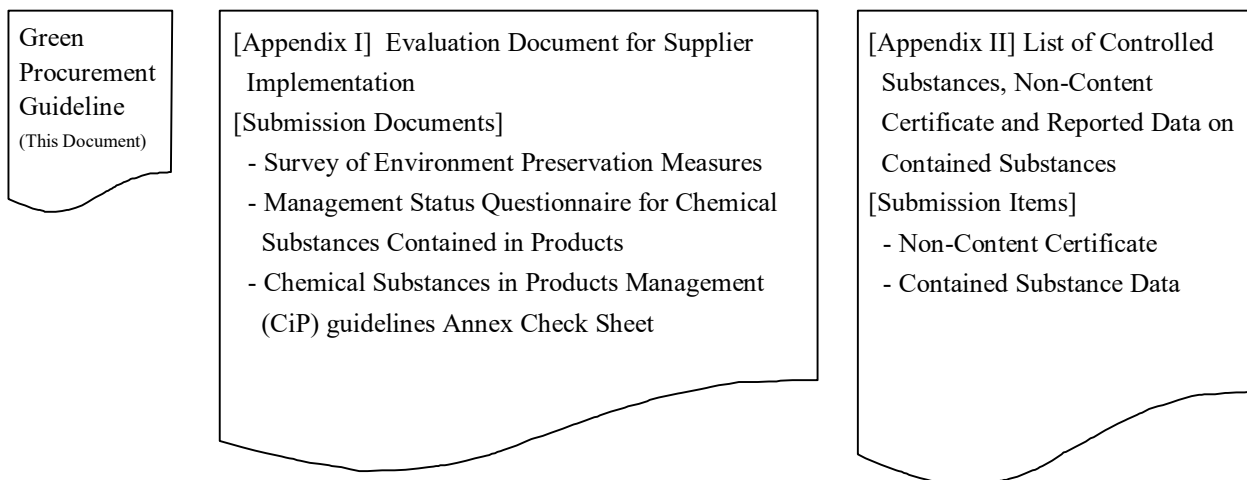 Green
Procurement
Guideline
(This Document)
[Appendix I] Evaluation Document for Supplier
Implementation
[Submission Documents]
- Survey of Environment Preservation Measures
- Management Status Questionnaire for Chemical
Substances Contained in Products
- Chemical Substances in Products Management
(CiP) guidelines Annex Check Sheet
[Appendix II] List of Controlled
Substances, Non-Content
Certificate and Reported Data on
Contained Substances
[Submission Items]
- Non-Content Certificate
- Contained Substance Data